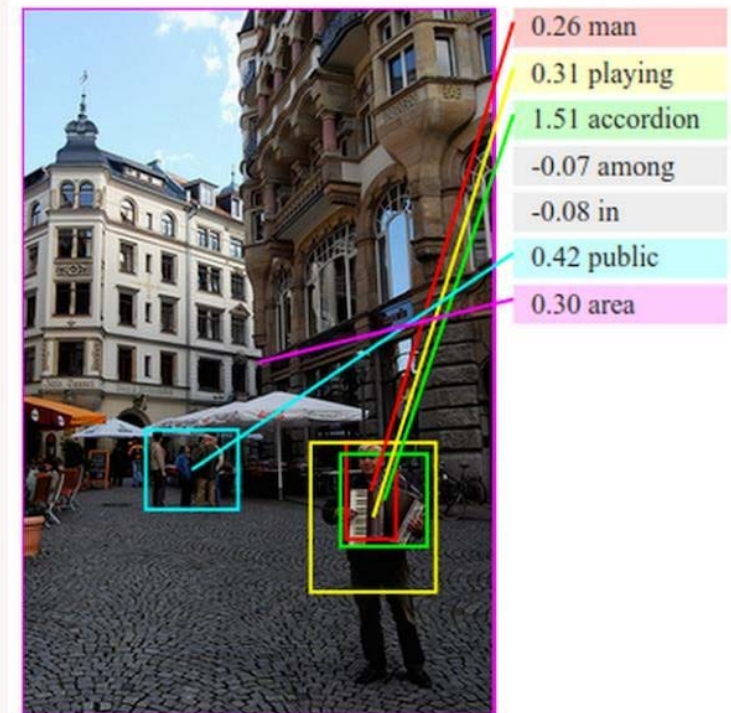 0.26 man
0.31 playing
1.51 accordion
-0.07 among
-0.08 in
0.42 public
0.30 area